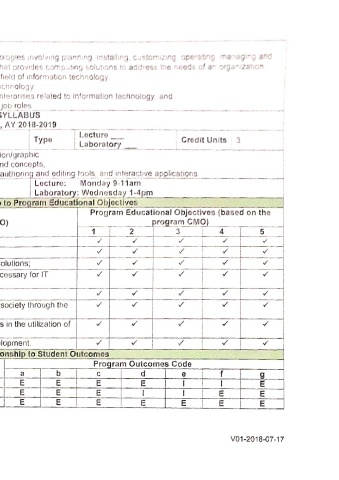 ologies involving planning, installing, customizing, operating, managing and
hat provides computing solutions to address the needs of an organization
field of information technology.
chnology.
nterprises related to information technology, and
job roles
SYLLABUS
, AY 2018-2019
Type Lecture ___ Credit Units 3
Laboratory ___
ion/graphic
nd concepts,
authoring and editing tools, and interactive applications
Lecture: Monday 9-11am
Laboratory: Wednesday 1-4pm
p to Program Educational Objectives
O) Program Educational Objectives (based on the
program CMO)
1 2 3 4 5
✓ ✓ ✓ ✓ ✓
✓ ✓ ✓ ✓ ✓
olutions; ✓ ✓ ✓ ✓ ✓
cessary for IT ✓ ✓ ✓ ✓ ✓
✓ ✓ ✓ ✓ ✓
society through the ✓ ✓ ✓ ✓ ✓
s in the utilization of ✓ ✓ ✓ ✓ ✓
lopment. ✓ ✓ ✓ ✓ ✓
onship to Student Outcomes
Program Outcomes Code
a b c d e f g
E E E E I I E
E E E I I E E
E E E E E E E
V01-2018-07-17